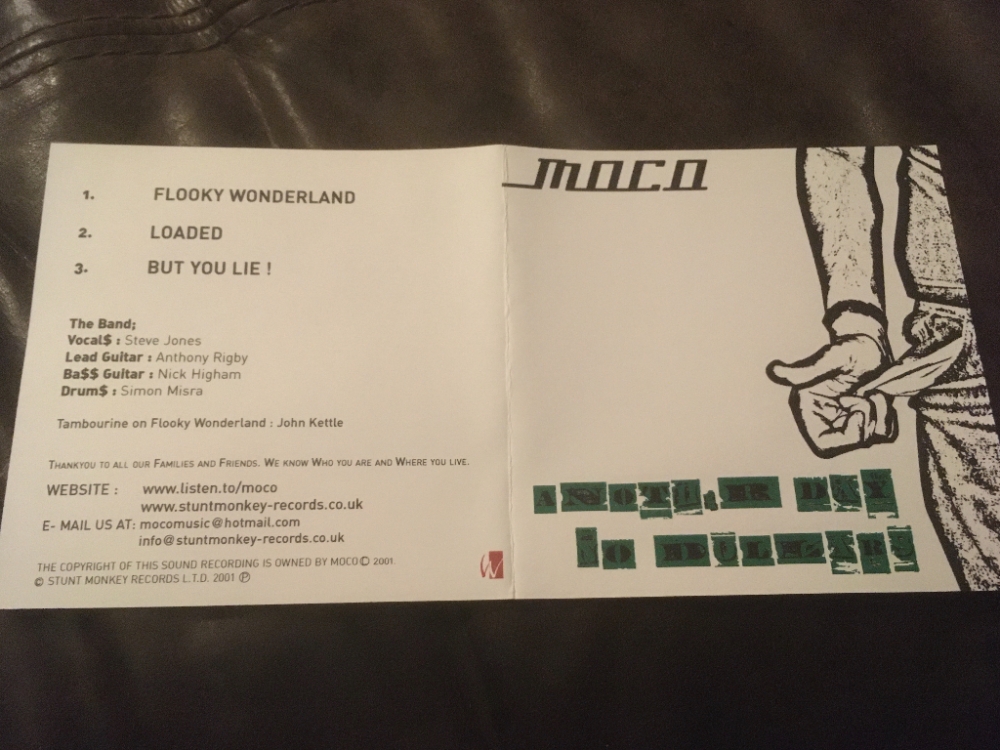 1. FLOOKY WONDERLAND
2. LOADED
3. BUT YOU LIE !
The Band;
Vocal$ : Steve Jones
Lead Guitar : Anthony Rigby
Ba$$ Guitar : Nick Higham
Drum$ : Simon Misra
Tambourine on Flooky Wonderland : John Kettle
THANKYOU TO ALL OUR FAMILIES AND FRIENDS. WE KNOW WHO YOU ARE AND WHERE YOU LIVE.
WEBSITE : www.listen.to/moco
www.stuntmonkey-records.co.uk
E- MAIL US AT: mocomusic@hotmail.com
info@stuntmonkey-records.co.uk
THE COPYRIGHT OF THIS SOUND RECORDING IS OWNED BY MOCO© 2001.
© STUNT MONKEY RECORDS L.T.D. 2001 ℗
moco
ANOTHER DAY